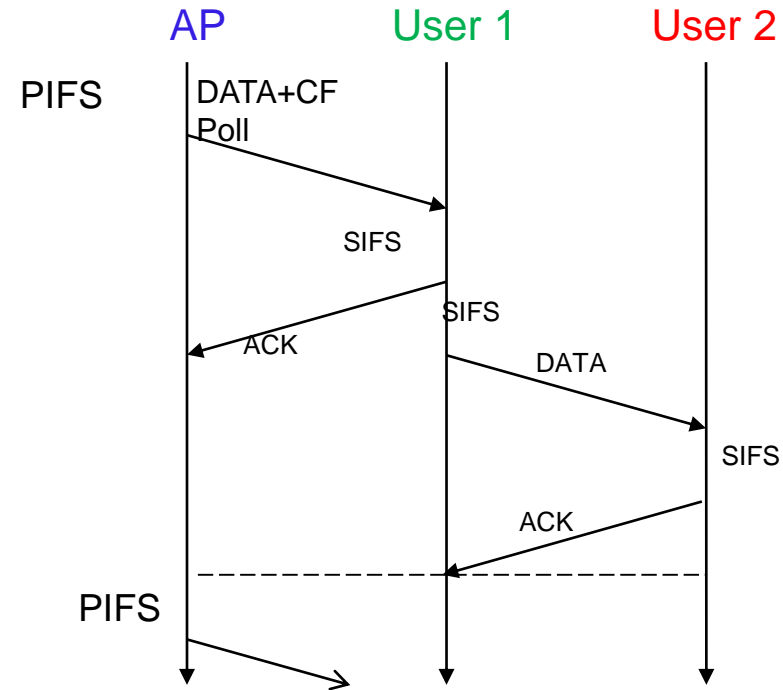 AP User 1 User 2
PIFS
DATA+CF
Poll
SIFS
SIFS
ACK
DATA
SIFS
ACK
PIFS